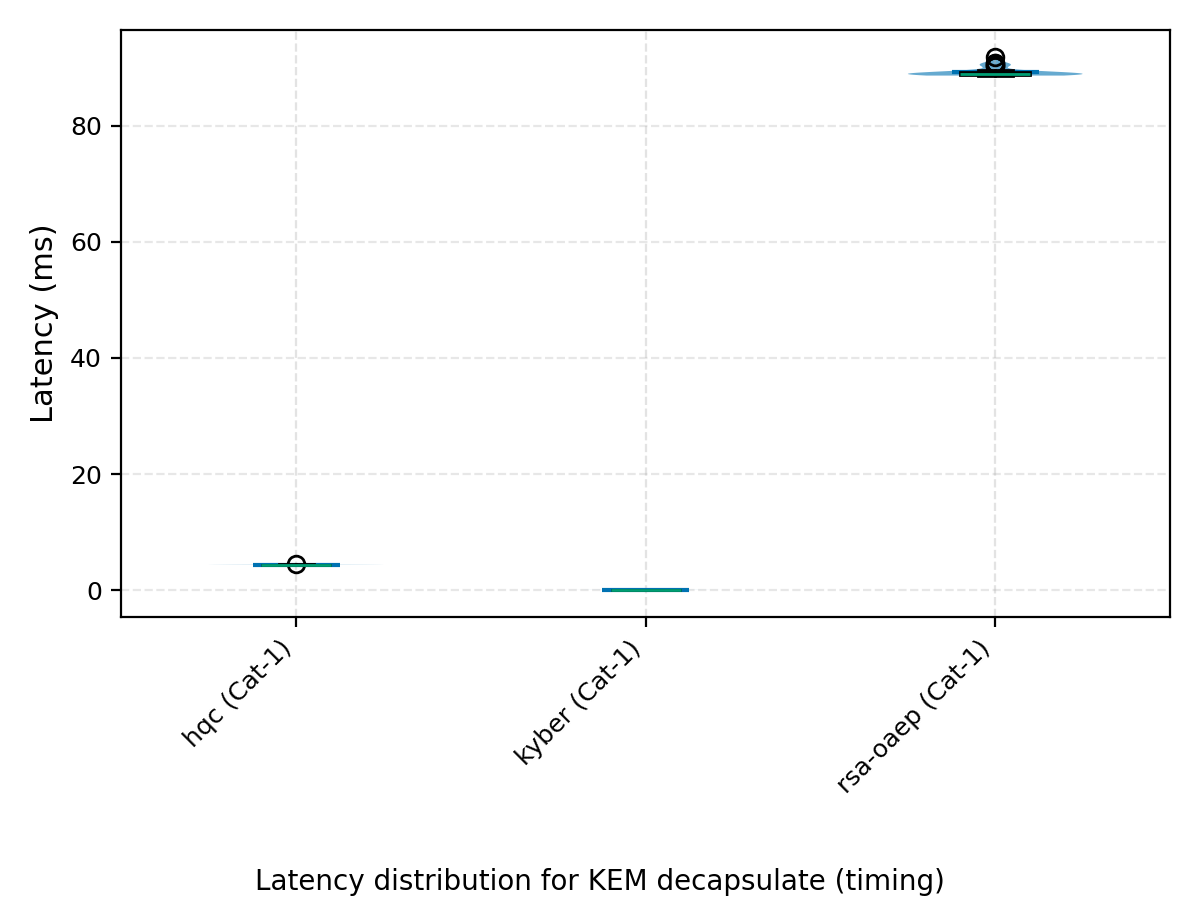 Latency (ms)
80
60
40
20
0
hqc (Cat-1)
kyber (Cat-1)
rsa-oaep (Cat-1)
Latency distribution for KEM decapsulate (timing)